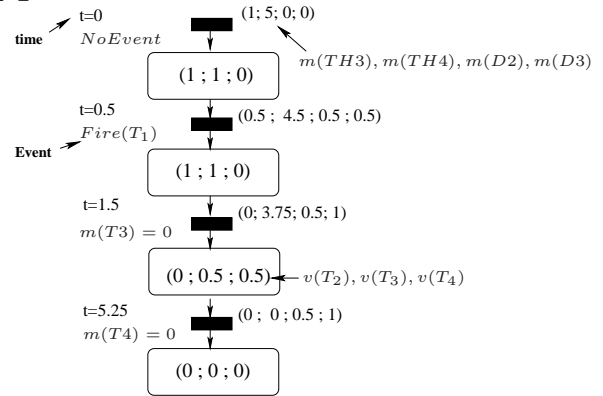 t=0
(1; 5; 0; 0)
time
NoEvent
m(TH3), m(TH4), m(D2), m(D3)
(1 ; 1 ; 0)
t=0.5
(0.5 ; 4.5 ; 0.5 ; 0.5)
Fire(T₁)
Event
(1 ; 1 ; 0)
t=1.5
(0; 3.75; 0.5; 1)
m(T3) = 0
(0 ; 0.5 ; 0.5)
v(T₂), v(T₃), v(T₄)
t=5.25
(0 ; 0 ; 0.5 ; 1)
m(T4) = 0
(0 ; 0 ; 0)